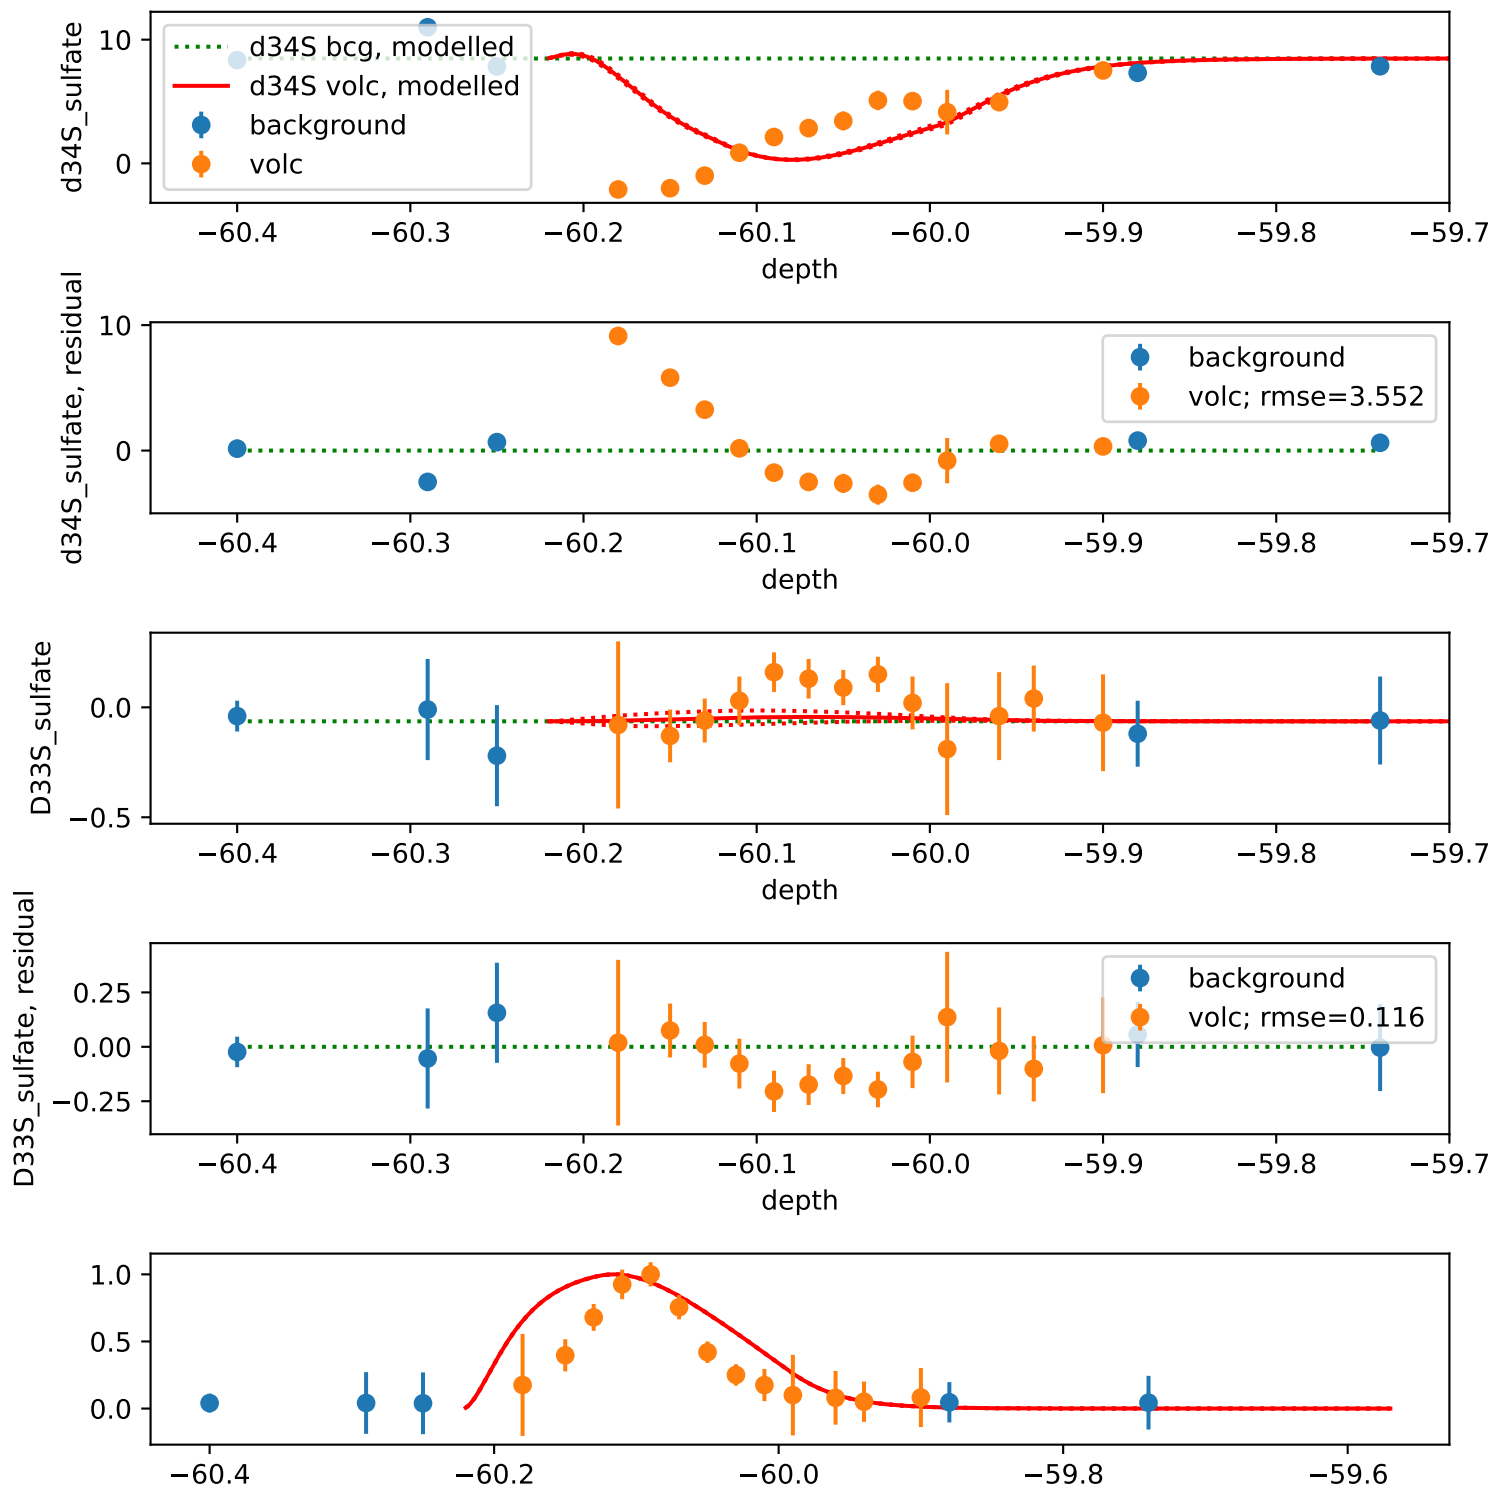 d34S_sulfate
10
0
d34S bcg, modelled
d34S volc, modelled
background
volc
−60.4 −60.3 −60.2 −60.1 −60.0 −59.9 −59.8 −59.7
depth
d34S_sulfate, residual
10
0
background
volc; rmse=3.552
−60.4 −60.3 −60.2 −60.1 −60.0 −59.9 −59.8 −59.7
depth
D33S_sulfate
0.0
−0.5
−60.4 −60.3 −60.2 −60.1 −60.0 −59.9 −59.8 −59.7
depth
D33S_sulfate, residual
0.25
0.00
−0.25
background
volc; rmse=0.116
−60.4 −60.3 −60.2 −60.1 −60.0 −59.9 −59.8 −59.7
depth
1.0
0.5
0.0
−60.4 −60.2 −60.0 −59.8 −59.6